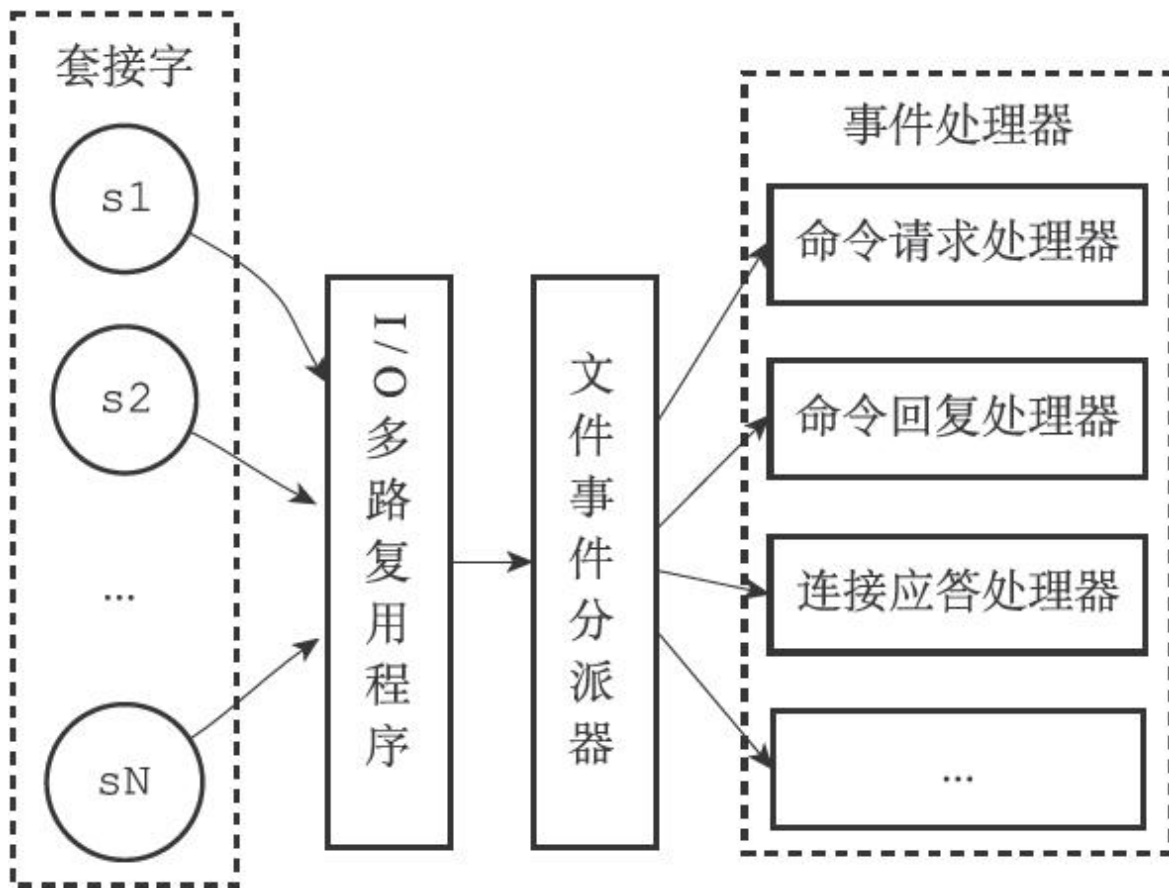 套接字
s1
s2
...
sN
I/O多路复用程序
文件事件分派器
事件处理器
命令请求处理器
命令回复处理器
连接应答处理器
...